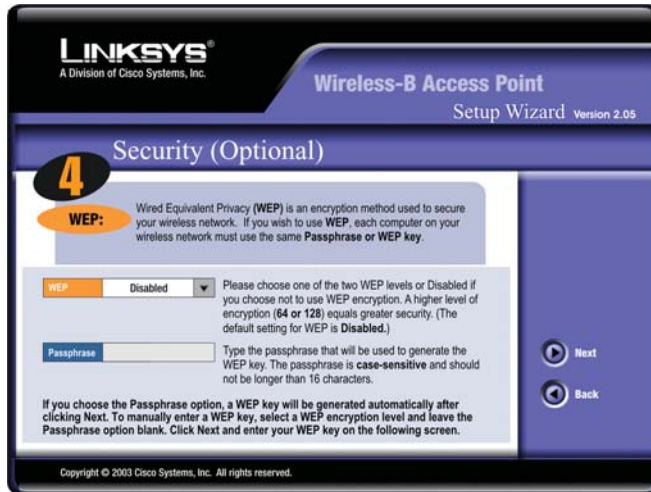 LINKSYS®
A Division of Cisco Systems, Inc.
Wireless-B Access Point
Setup Wizard Version 2.05
Security (Optional)
4
WEP:
Wired Equivalent Privacy (WEP) is an encryption method used to secure
your wireless network. If you wish to use WEP, each computer on your
wireless network must use the same Passphrase or WEP key.
WEP Disabled
Please choose one of the two WEP levels or Disabled if
you choose not to use WEP encryption. A higher level of
encryption (64 or 128) equals greater security. (The
default setting for WEP is Disabled.)
Passphrase
Type the passphrase that will be used to generate the
WEP key. The passphrase is case-sensitive and should
not be longer than 16 characters.
If you choose the Passphrase option, a WEP key will be generated automatically after
clicking Next. To manually enter a WEP key, select a WEP encryption level and leave the
Passphrase option blank. Click Next and enter your WEP key on the following screen.
Next
Back
Copyright © 2003 Cisco Systems, Inc. All rights reserved.